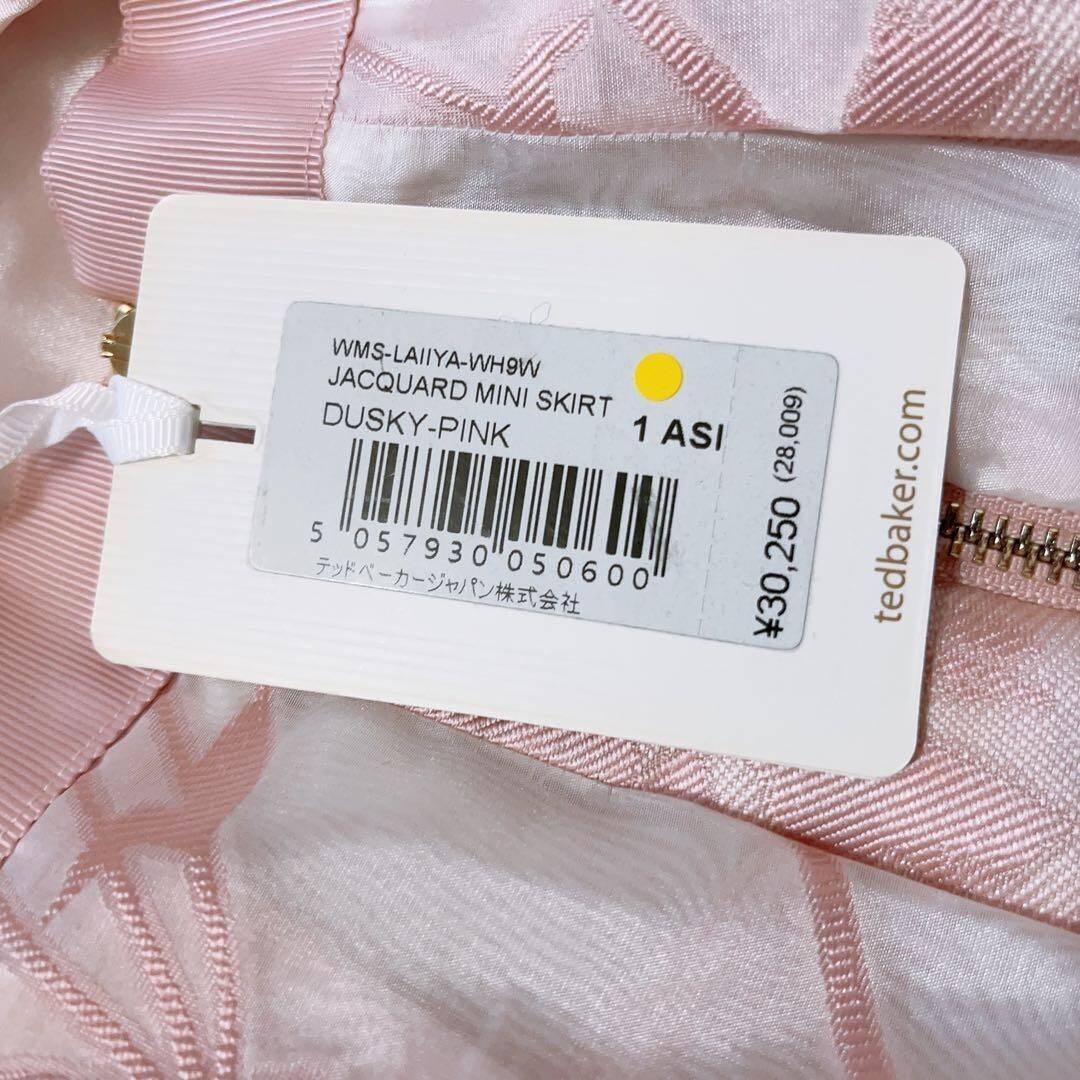 WMS-LAIIYA-WH9W
JACQUARD MINI SKIRT
DUSKY-PINK
1 ASI
5 057930 050600
テッドベーカージャパン株式会社
¥30,250 (28,009)
tedbaker.com